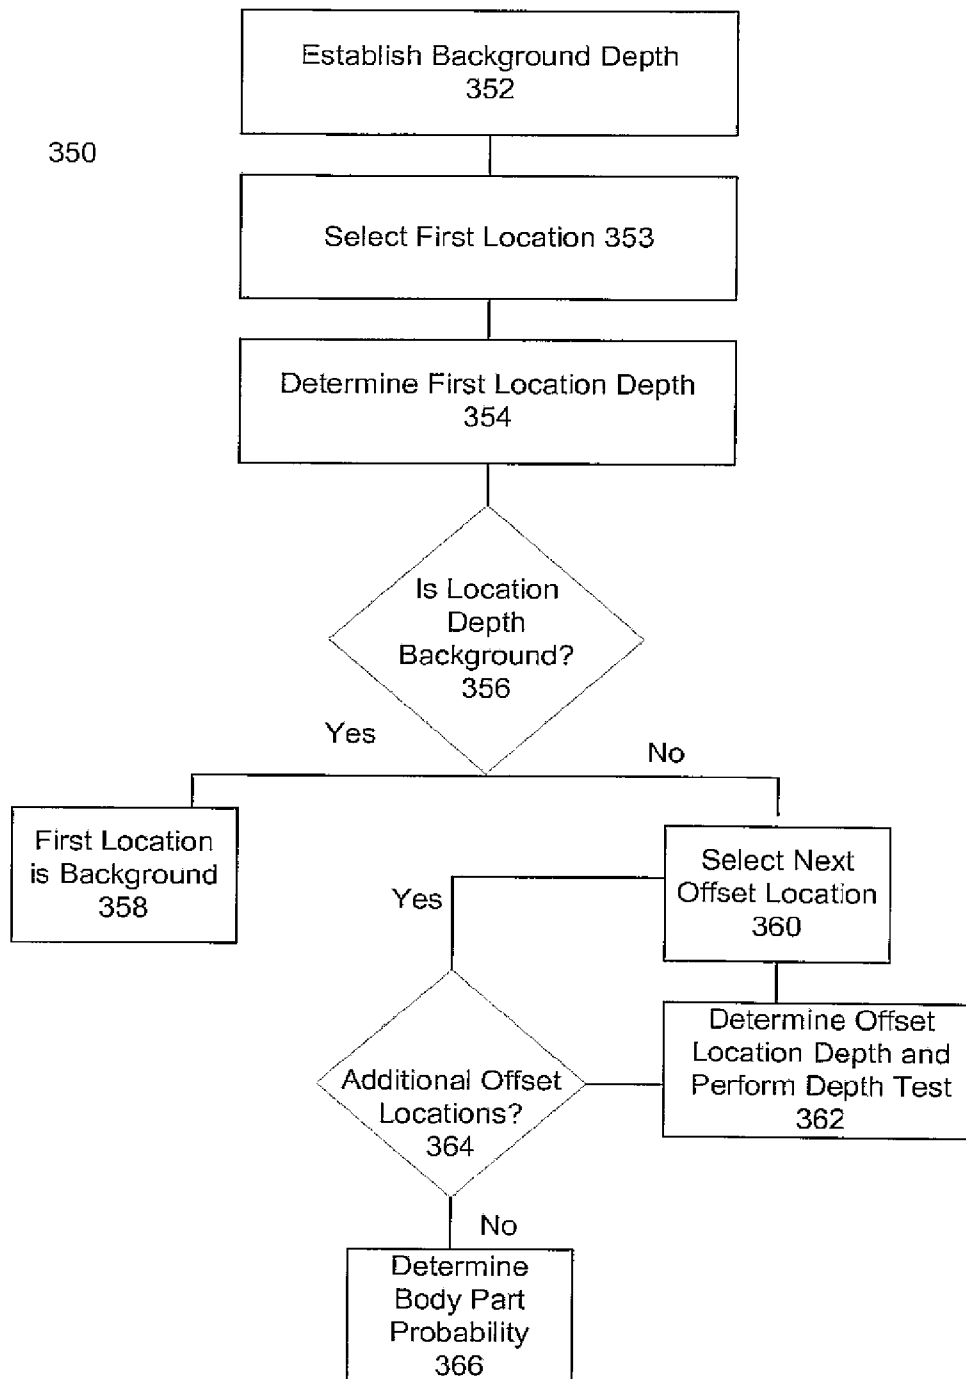 Establish Background Depth
352
350
Select First Location 353
Determine First Location Depth
354
Is Location
Depth
Background?
356
Yes
No
First Location
is Background
358
Select Next
Offset Location
360
Yes
Determine Offset
Location Depth and
Perform Depth Test
362
Additional Offset
Locations?
364
No
Determine
Body Part
Probability
366